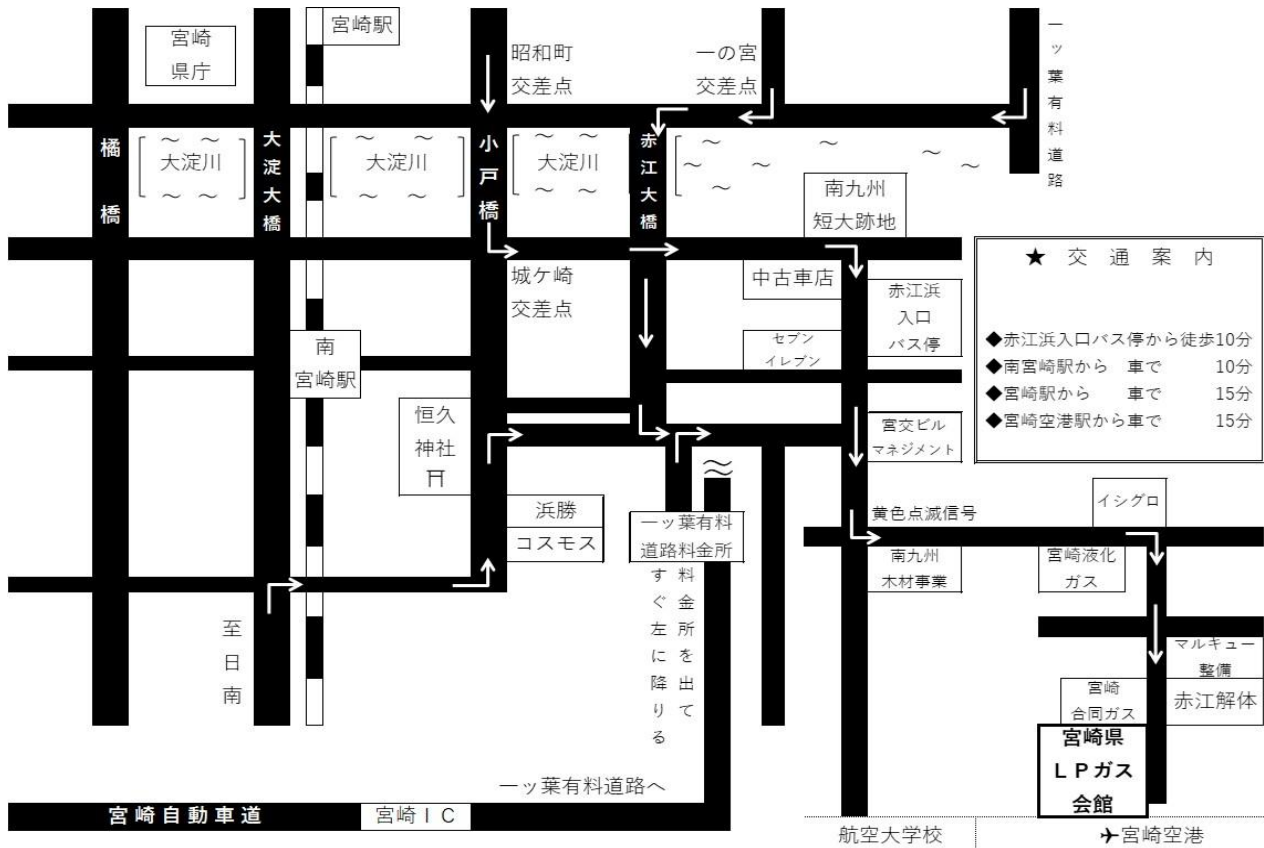 宮崎
県庁
宮崎駅
昭和町
交差点
一の宮
交差点
一ッ葉有料道路
橘橋
大淀川
大淀大橋
大淀川
小戸橋
大淀川
赤江大橋
南九州
短大跡地
城ケ崎
交差点
中古車店
赤江浜
入口
バス停
セブン
イレブン
★ 交 通 案 内
◆赤江浜入口バス停から徒歩10分
◆南宮崎駅から 車で 10分
◆宮崎駅から 車で 15分
◆宮崎空港駅から車で 15分
南
宮崎駅
恒久
神社
宮交ビル
マネジメント
浜勝
コスモス
一ッ葉有料
道路料金所
料金所を出て
すぐ左に降りる
黄色点滅信号
イシグロ
南九州
木材事業
宮崎液化
ガス
至日南
マルキュー
整備
宮崎
合同ガス
赤江解体
宮崎県
LPガス
会館
一ッ葉有料道路へ
宮崎自動車道
宮崎IC
航空大学校
✈宮崎空港